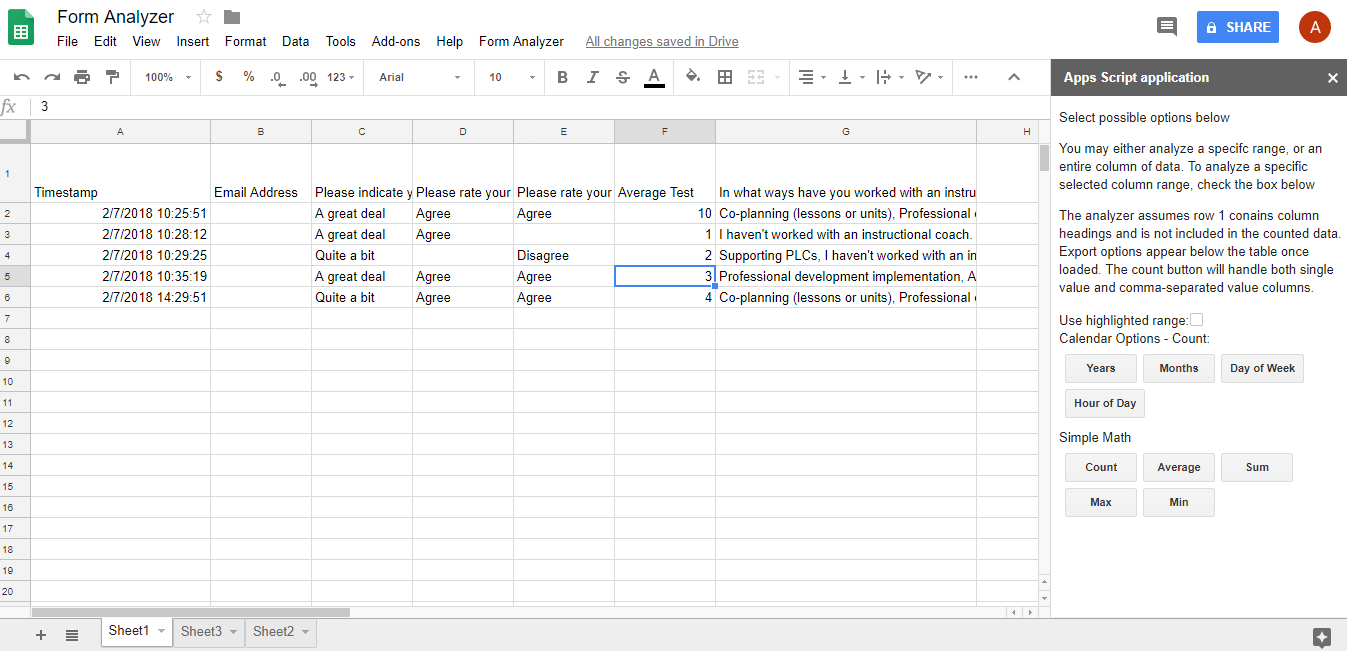 Form Analyzer
File Edit View Insert Format Data Tools Add-ons Help Form Analyzer All changes saved in Drive
SHARE
A
100% $ % .0 .00 123 Arial 10 B I S A
fx 3
A B C D E F G H
1 Timestamp Email Address Please indicate y Please rate your Please rate your Average Test In what ways have you worked with an instru
2 2/7/2018 10:25:51 A great deal Agree Agree 10 Co-planning (lessons or units), Professional
3 2/7/2018 10:28:12 A great deal Agree 1 I haven't worked with an instructional coach.
4 2/7/2018 10:29:25 Quite a bit Disagree 2 Supporting PLCs, I haven't worked with an in
5 2/7/2018 10:35:19 A great deal Agree Agree 3 Professional development implementation, A
6 2/7/2018 14:29:51 Quite a bit Agree Agree 4 Co-planning (lessons or units), Professional
7
8
9
10
11
12
13
14
15
16
17
18
19
20
Sheet1 Sheet3 Sheet2
Apps Script application
Select possible options below
You may either analyze a specifc range, or an
entire column of data. To analyze a specific
selected column range, check the box below
The analyzer assumes row 1 conains column
headings and is not included in the counted data.
Export options appear below the table once
loaded. The count button will handle both single
value and comma-separated value columns.
Use highlighted range:
Calendar Options - Count:
Years Months Day of Week
Hour of Day
Simple Math
Count Average Sum
Max Min